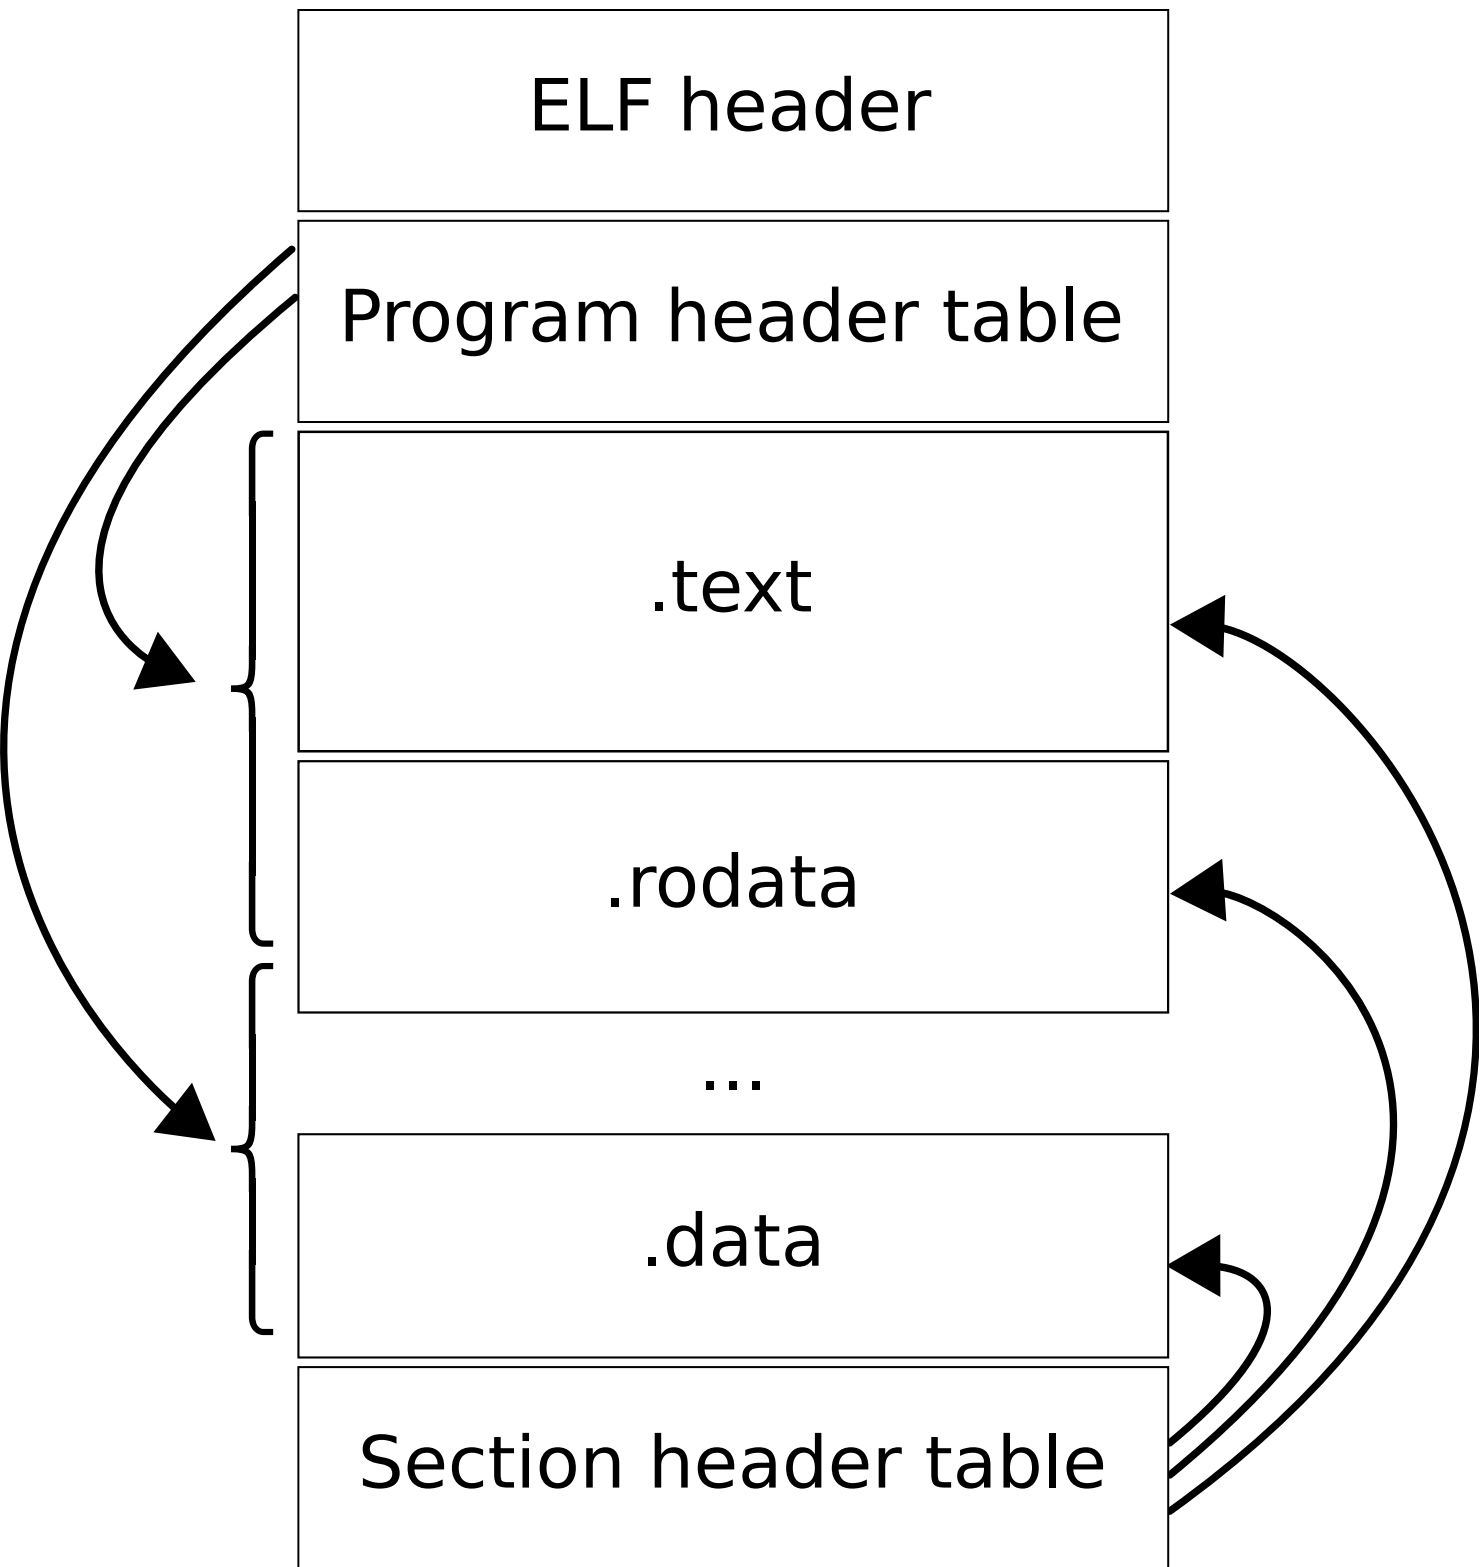 ELF header
Program header table
.text
.rodata
...
.data
Section header table